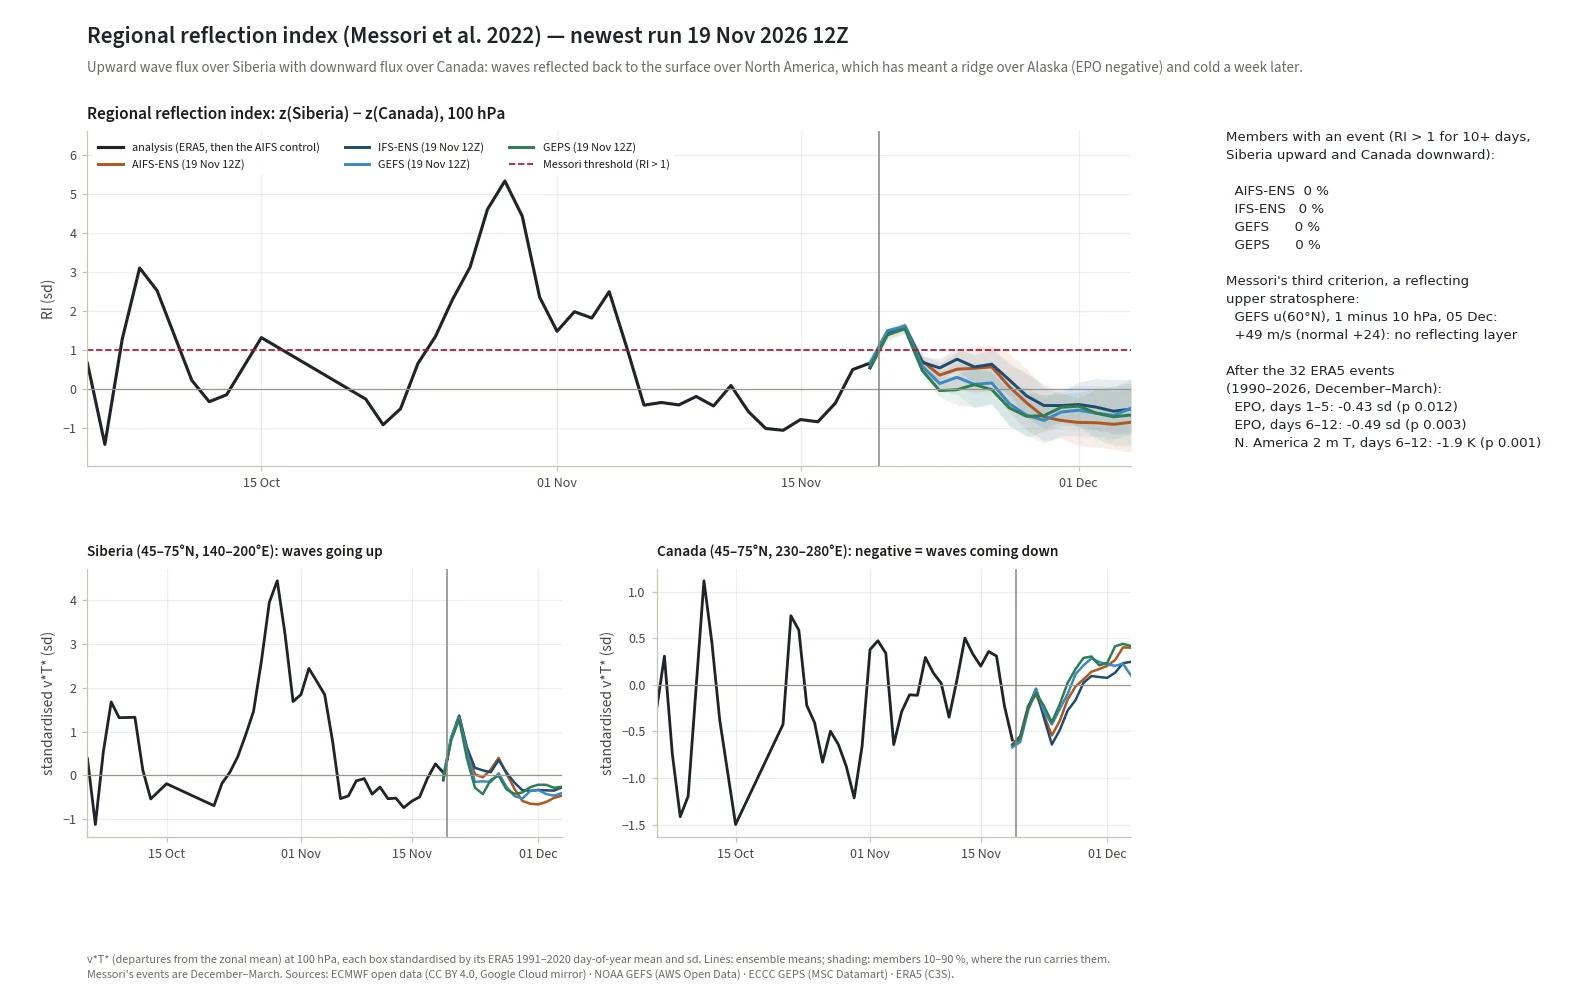 Regional reflection index (Messori et al. 2022) — newest run 19 Nov 2026 12Z
Upward wave flux over Siberia with downward flux over Canada: waves reflected back to the surface over North America, which has meant a ridge over Alaska (EPO negative) and cold a week later.
Regional reflection index: z(Siberia) − z(Canada), 100 hPa
analysis (ERA5, then the AIFS control)
AIFS-ENS (19 Nov 12Z)
IFS-ENS (19 Nov 12Z)
GEFS (19 Nov 12Z)
GEPS (19 Nov 12Z)
Messori threshold (RI > 1)
RI (sd)
6
5
4
3
2
1
0
−1
15 Oct
01 Nov
15 Nov
01 Dec
Members with an event (RI > 1 for 10+ days,
Siberia upward and Canada downward):
AIFS-ENS 0 %
IFS-ENS 0 %
GEFS 0 %
GEPS 0 %
Messori's third criterion, a reflecting
upper stratosphere:
GEFS u(60°N), 1 minus 10 hPa, 05 Dec:
+49 m/s (normal +24): no reflecting layer
After the 32 ERA5 events
(1990–2026, December–March):
EPO, days 1–5: -0.43 sd (p 0.012)
EPO, days 6–12: -0.49 sd (p 0.003)
N. America 2 m T, days 6–12: -1.9 K (p 0.001)
Siberia (45–75°N, 140–200°E): waves going up
standardised v*T* (sd)
4
3
2
1
0
−1
15 Oct
01 Nov
15 Nov
01 Dec
Canada (45–75°N, 230–280°E): negative = waves coming down
standardised v*T* (sd)
1.0
0.5
0.0
−0.5
−1.0
−1.5
15 Oct
01 Nov
15 Nov
01 Dec
v*T* (departures from the zonal mean) at 100 hPa, each box standardised by its ERA5 1991–2020 day-of-year mean and sd. Lines: ensemble means; shading: members 10–90 %, where the run carries them.
Messori's events are December–March. Sources: ECMWF open data (CC BY 4.0, Google Cloud mirror) · NOAA GEFS (AWS Open Data) · ECCC GEPS (MSC Datamart) · ERA5 (C3S).